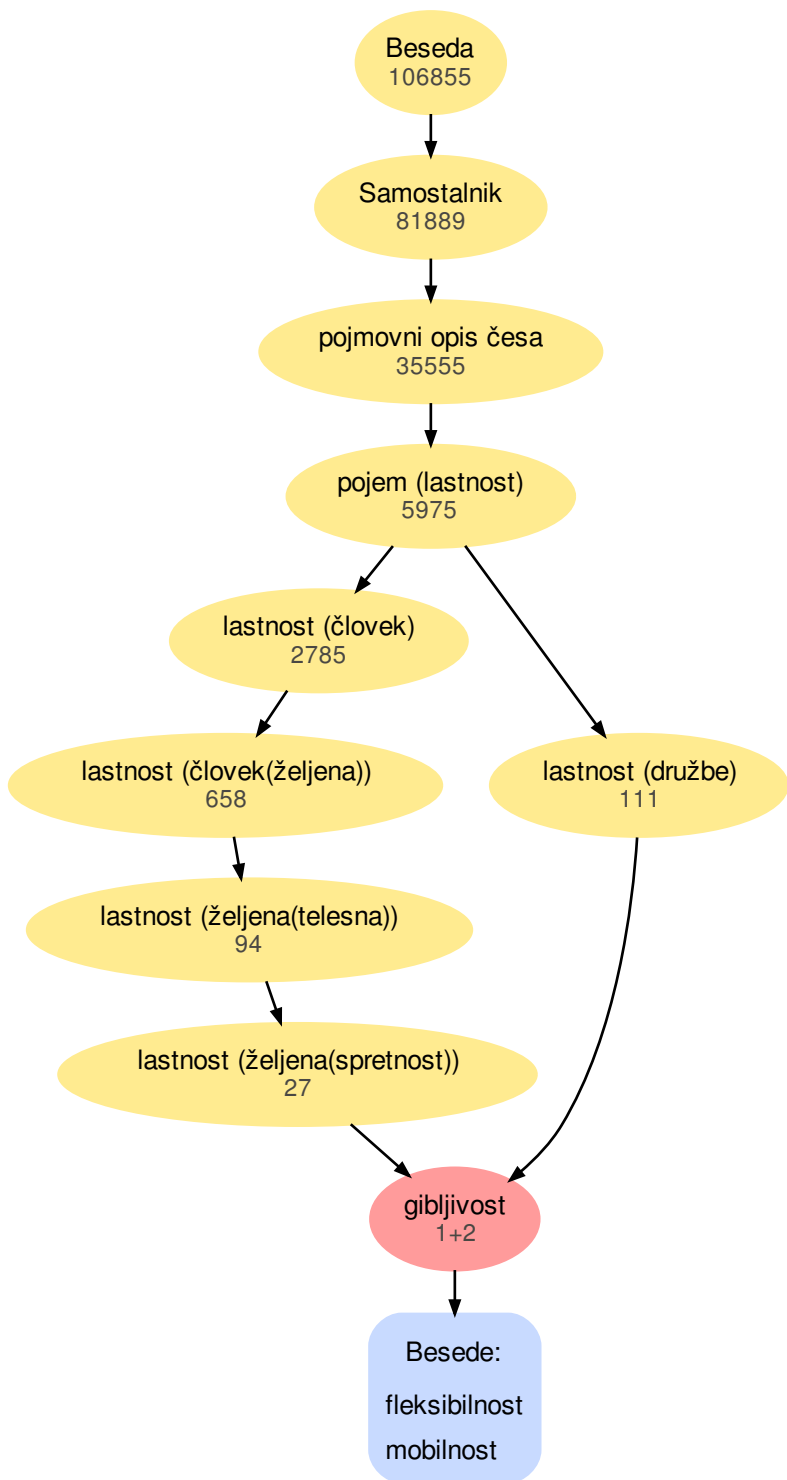 Beseda
106855
Samostalnik
81889
pojmovni opis česa
35555
pojem (lastnost)
5975
lastnost (človek)
2785
lastnost (človek(željena))
658
lastnost (družbe)
111
lastnost (željena(telesna))
94
lastnost (željena(spretnost))
27
gibljivost
1+2
Besede:
fleksibilnost
mobilnost